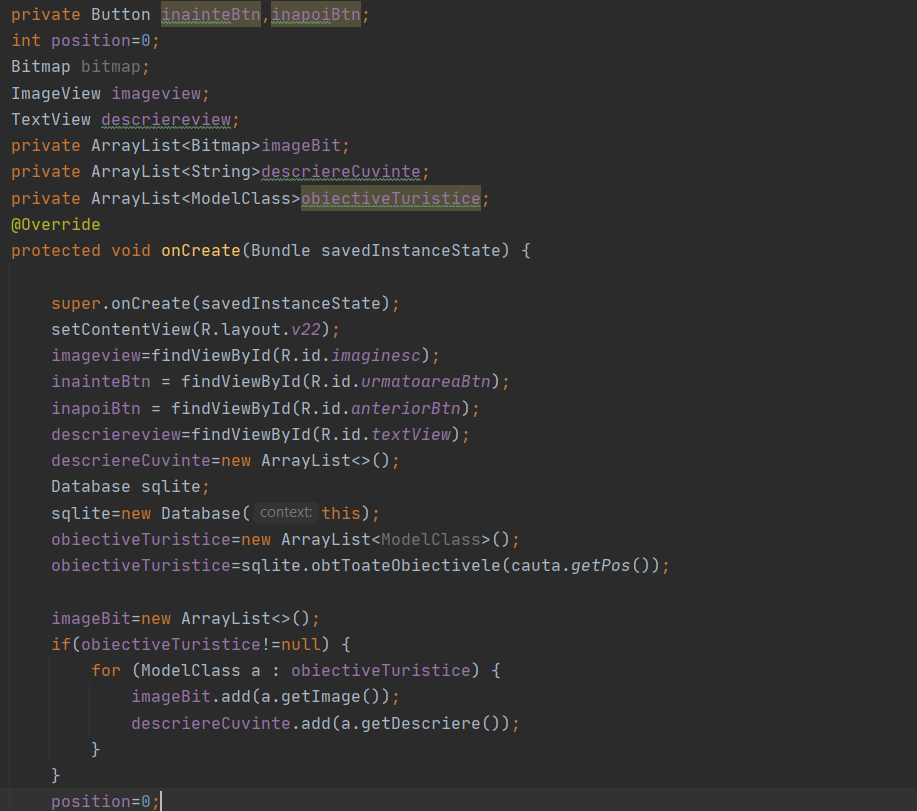 private Button inainteBtn,inapoiBtn;
int position=0;
Bitmap bitmap;
ImageView imageview;
TextView descriereview;
private ArrayList<Bitmap>imageBit;
private ArrayList<String>descriereCuvinte;
private ArrayList<ModelClass>obiectiveTuristice;
@Override
protected void onCreate(Bundle savedInstanceState) {
super.onCreate(savedInstanceState);
setContentView(R.layout.v22);
imageview=findViewById(R.id.imaginesc);
inainteBtn = findViewById(R.id.urmatoareaBtn);
inapoiBtn = findViewById(R.id.anteriorBtn);
descriereview=findViewById(R.id.textView);
descriereCuvinte=new ArrayList<>();
Database sqlite;
sqlite=new Database( context: this);
obiectiveTuristice=new ArrayList<ModelClass>();
obiectiveTuristice=sqlite.obtToateObiectivele(cauta.getPos());
imageBit=new ArrayList<>();
if(obiectiveTuristice!=null) {
for (ModelClass a : obiectiveTuristice) {
imageBit.add(a.getImage());
descriereCuvinte.add(a.getDescriere());
}
}
position=0;